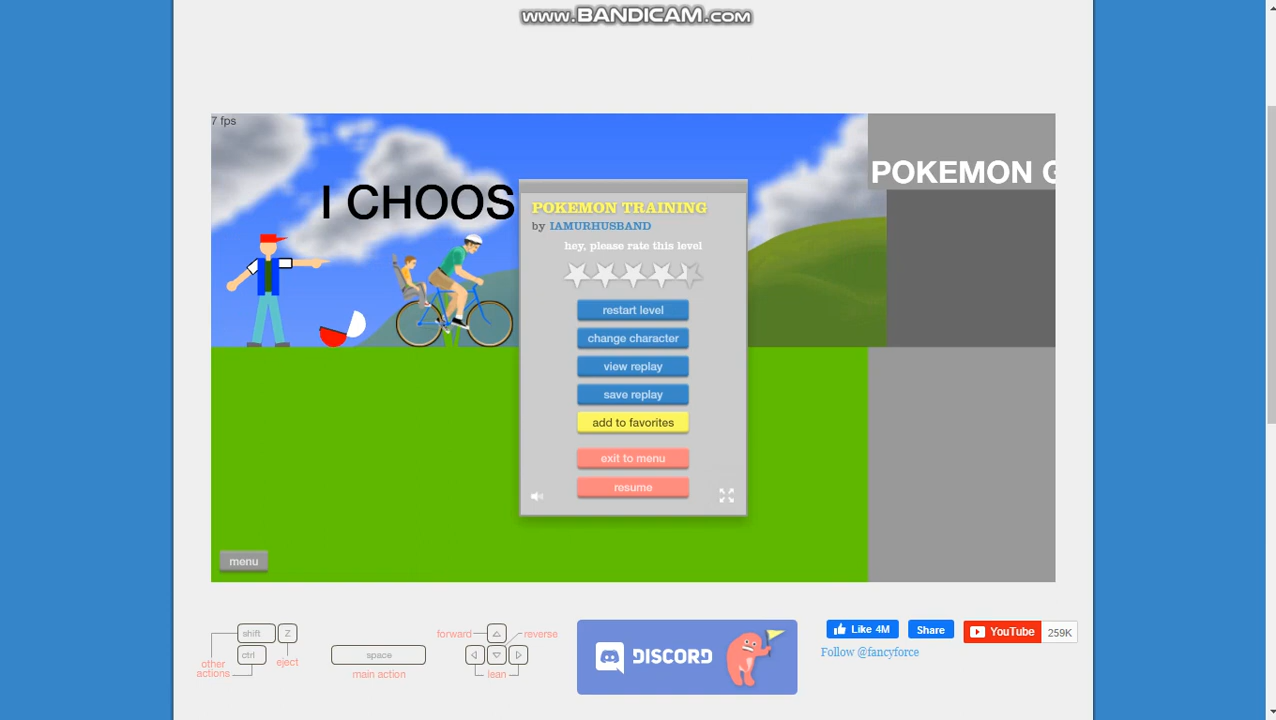 www.BANDICAM.com
7 fps
I CHOOS
POKEMON G
POKEMON TRAINING
by IAMURHUSBAND
hey, please rate this level
restart level
change character
view replay
save replay
add to favorites
exit to menu
resume
menu
shift
Z
ctrl
other actions
eject
space
main action
forward
reverse
lean
DISCORD
Like 4M
Share
YouTube
259K
Follow @fancyforce